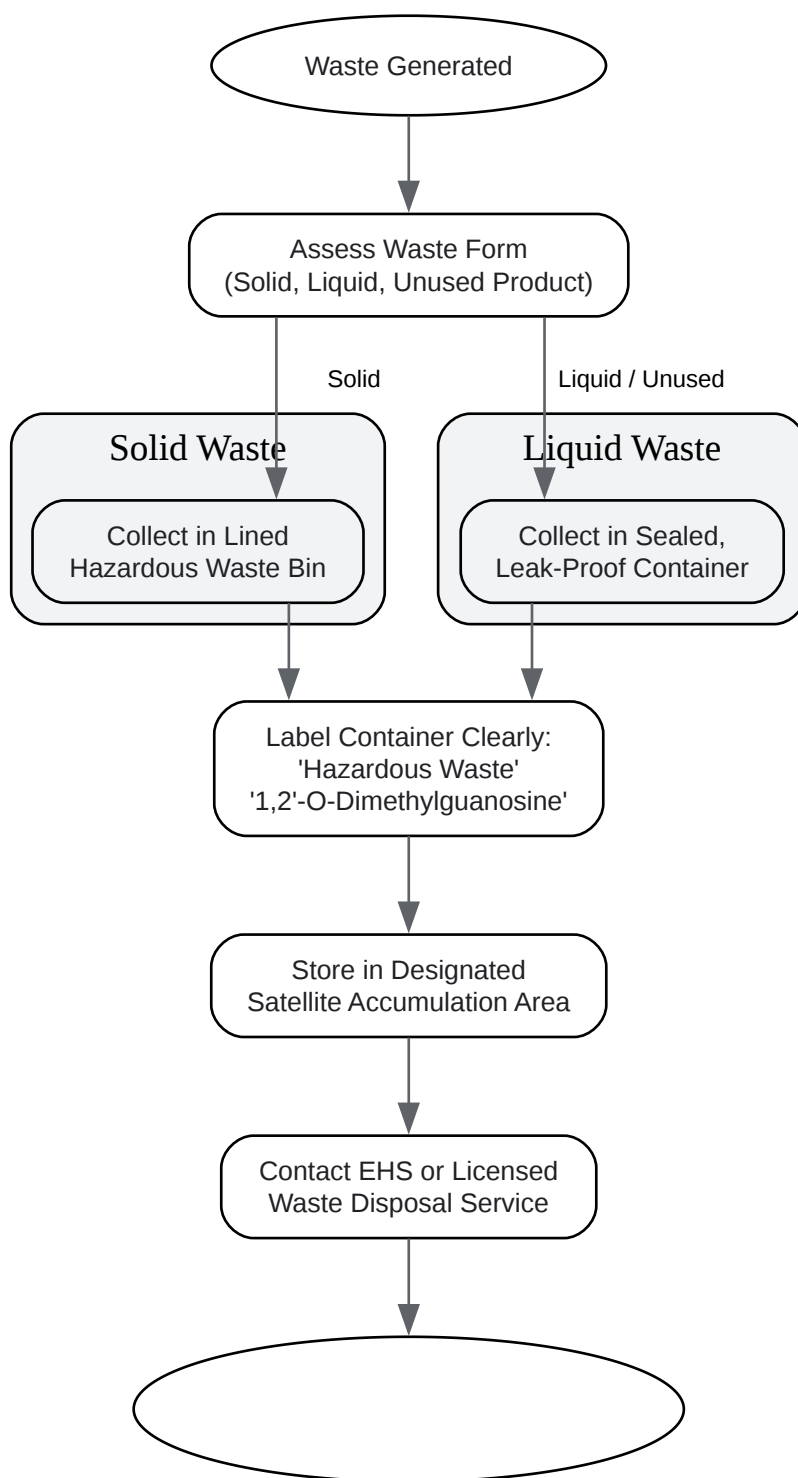 Waste Generated
Assess Waste Form
(Solid, Liquid, Unused Product)
Solid
Liquid / Unused
Solid Waste
Liquid Waste
Collect in Lined
Hazardous Waste Bin
Collect in Sealed,
Leak-Proof Container
Label Container Clearly:
'Hazardous Waste'
'1,2'-O-Dimethylguanosine'
Store in Designated
Satellite Accumulation Area
Contact EHS or Licensed
Waste Disposal Service